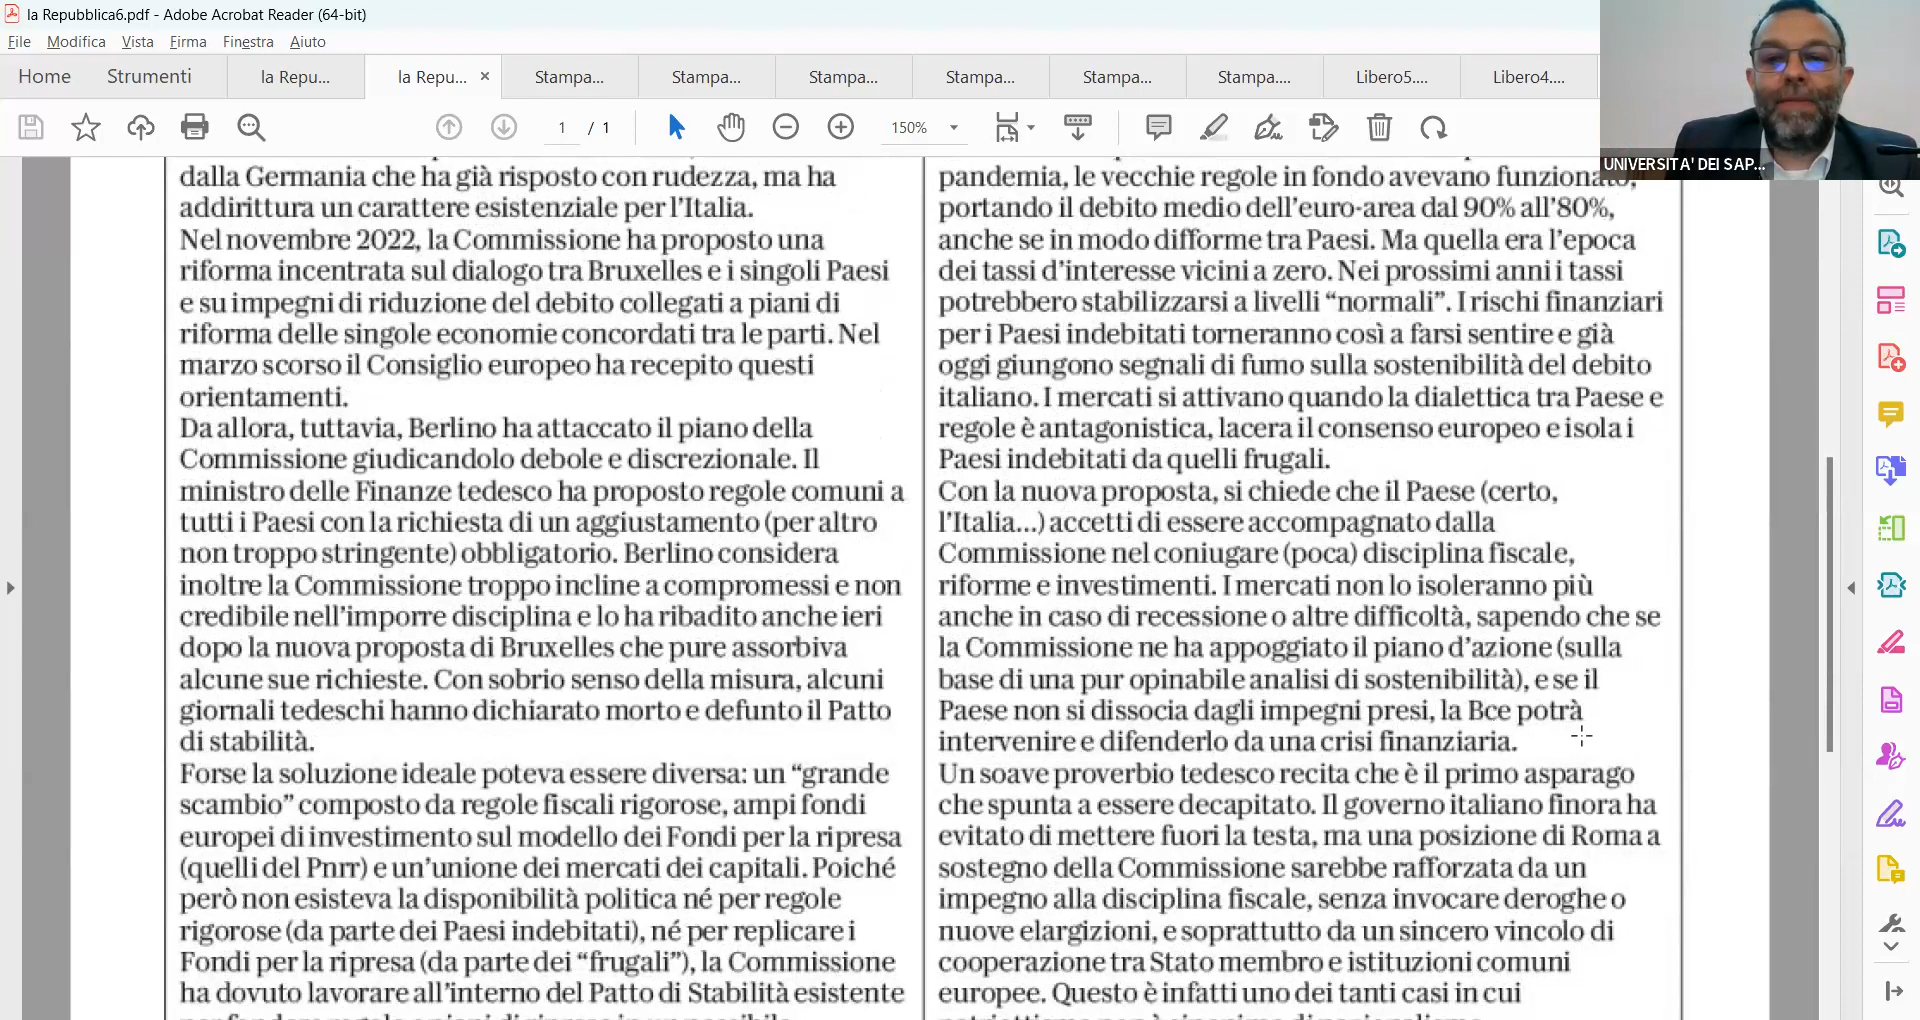 la Repubblica6.pdf - Adobe Acrobat Reader (64-bit)
File Modifica Vista Firma Finestra Aiuto
Home Strumenti la Repu... la Repu... × Stampa... Stampa... Stampa... Stampa... Stampa... Stampa.... Libero5.... Libero4....
1 / 1 150%
UNIVERSITA' DEI SAP...
dalla Germania che ha già risposto con rudezza, ma ha
addirittura un carattere esistenziale per l'Italia.
Nel novembre 2022, la Commissione ha proposto una
riforma incentrata sul dialogo tra Bruxelles e i singoli Paesi
e su impegni di riduzione del debito collegati a piani di
riforma delle singole economie concordati tra le parti. Nel
marzo scorso il Consiglio europeo ha recepito questi
orientamenti.
Da allora, tuttavia, Berlino ha attaccato il piano della
Commissione giudicandolo debole e discrezionale. Il
ministro delle Finanze tedesco ha proposto regole comuni a
tutti i Paesi con la richiesta di un aggiustamento (per altro
non troppo stringente) obbligatorio. Berlino considera
inoltre la Commissione troppo incline a compromessi e non
credibile nell'imporre disciplina e lo ha ribadito anche ieri
dopo la nuova proposta di Bruxelles che pure assorbiva
alcune sue richieste. Con sobrio senso della misura, alcuni
giornali tedeschi hanno dichiarato morto e defunto il Patto
di stabilità.
Forse la soluzione ideale poteva essere diversa: un “grande
scambio” composto da regole fiscali rigorose, ampi fondi
europei di investimento sul modello dei Fondi per la ripresa
(quelli del Pnrr) e un'unione dei mercati dei capitali. Poiché
però non esisteva la disponibilità politica né per regole
rigorose (da parte dei Paesi indebitati), né per replicare i
Fondi per la ripresa (da parte dei “frugali”), la Commissione
ha dovuto lavorare all'interno del Patto di Stabilità esistente
pandemia, le vecchie regole in fondo avevano funzionato,
portando il debito medio dell'euro-area dal 90% all'80%,
anche se in modo difforme tra Paesi. Ma quella era l'epoca
dei tassi d'interesse vicini a zero. Nei prossimi anni i tassi
potrebbero stabilizzarsi a livelli “normali”. I rischi finanziari
per i Paesi indebitati torneranno così a farsi sentire e già
oggi giungono segnali di fumo sulla sostenibilità del debito
italiano. I mercati si attivano quando la dialettica tra Paese e
regole è antagonistica, lacera il consenso europeo e isola i
Paesi indebitati da quelli frugali.
Con la nuova proposta, si chiede che il Paese (certo,
l'Italia...) accetti di essere accompagnato dalla
Commissione nel coniugare (poca) disciplina fiscale,
riforme e investimenti. I mercati non lo isoleranno più
anche in caso di recessione o altre difficoltà, sapendo che se
la Commissione ne ha appoggiato il piano d'azione (sulla
base di una pur opinabile analisi di sostenibilità), e se il
Paese non si dissocia dagli impegni presi, la Bce potrà
intervenire e difenderlo da una crisi finanziaria.
Un soave proverbio tedesco recita che è il primo asparago
che spunta a essere decapitato. Il governo italiano finora ha
evitato di mettere fuori la testa, ma una posizione di Roma a
sostegno della Commissione sarebbe rafforzata da un
impegno alla disciplina fiscale, senza invocare deroghe o
nuove elargizioni, e soprattutto da un sincero vincolo di
cooperazione tra Stato membro e istituzioni comuni
europee. Questo è infatti uno dei tanti casi in cui